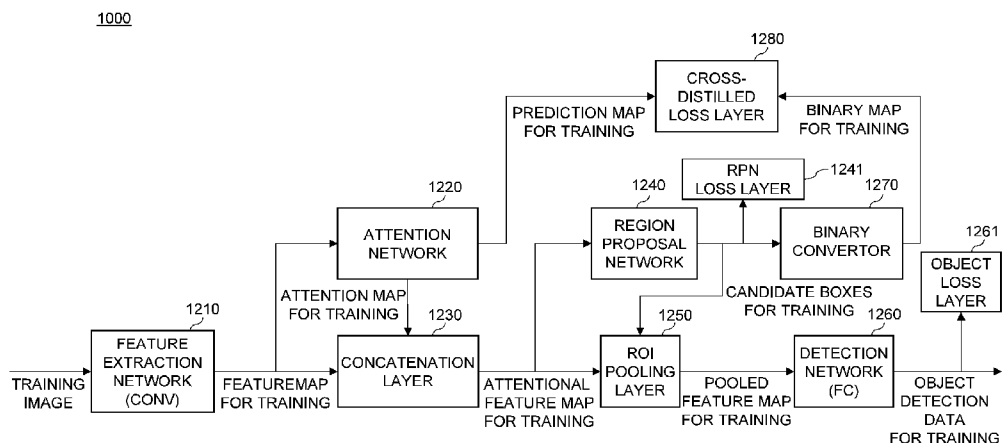 1000
1280
CROSS-
DISTILLED
LOSS LAYER
PREDICTION MAP
FOR TRAINING
BINARY MAP
FOR TRAINING
RPN
LOSS LAYER
1241
1220
ATTENTION
NETWORK
1240
REGION
PROPOSAL
NETWORK
1270
BINARY
CONVERTOR
1261
OBJECT
LOSS
LAYER
ATTENTION MAP
FOR TRAINING
CANDIDATE BOXES
FOR TRAINING
1210
FEATURE
EXTRACTION
NETWORK
(CONV)
1230
CONCATENATION
LAYER
1250
ROI
POOLING
LAYER
1260
DETECTION
NETWORK
(FC)
TRAINING
IMAGE
FEATUREMAP
FOR TRAINING
ATTENTIONAL
FEATURE MAP
FOR TRAINING
POOLED
FEATURE MAP
FOR TRAINING
OBJECT
DETECTION
DATA
FOR TRAINING